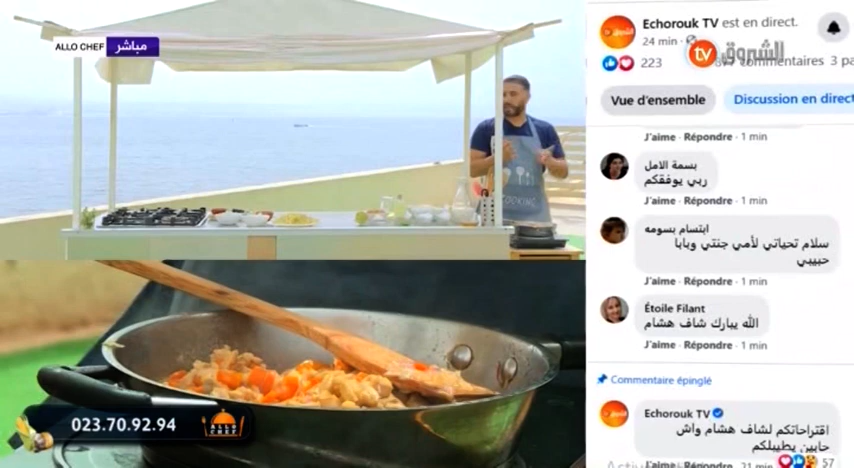 ALLO CHEF مباشر
023.70.92.94
ALLO
CHEF
Echorouk TV est en direct.
24 min
الشروق tv
223
commentaires 3
Vue d'ensemble
Discussion en direct
J'aime · Répondre · 1 min
بسمة الامل
ربي يوفقكم
J'aime · Répondre · 1 min
ابتسام بسومه
سلام تحياتي لأمي جنتي وبابا
حبيبي
J'aime · Répondre · 1 min
Étoile Filant
الله يبارك شاف هشام
J'aime · Répondre · 1 min
Commentaire épinglé
Echorouk TV
اقتراحاتكم لشاف هشام واش
حابين يطيبلكم
J'aime · Répondre · 21 min
57